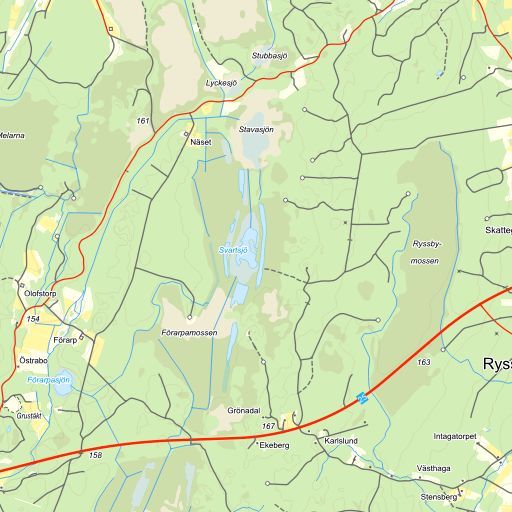 Stubbasjö
Lyckesjö
161
Stavasjön
Melarna
Näset
Skatteg
Ryssby-
mossen
Svartsjö
Olofstorp
154
Förarpamossen
Förarp
Östrabo
163
Ryss
Förarpasjön
Grustäkt
Grönadal
167
Ekeberg
Karlslund
Intagatorpet
158
Västhaga
Stensberg